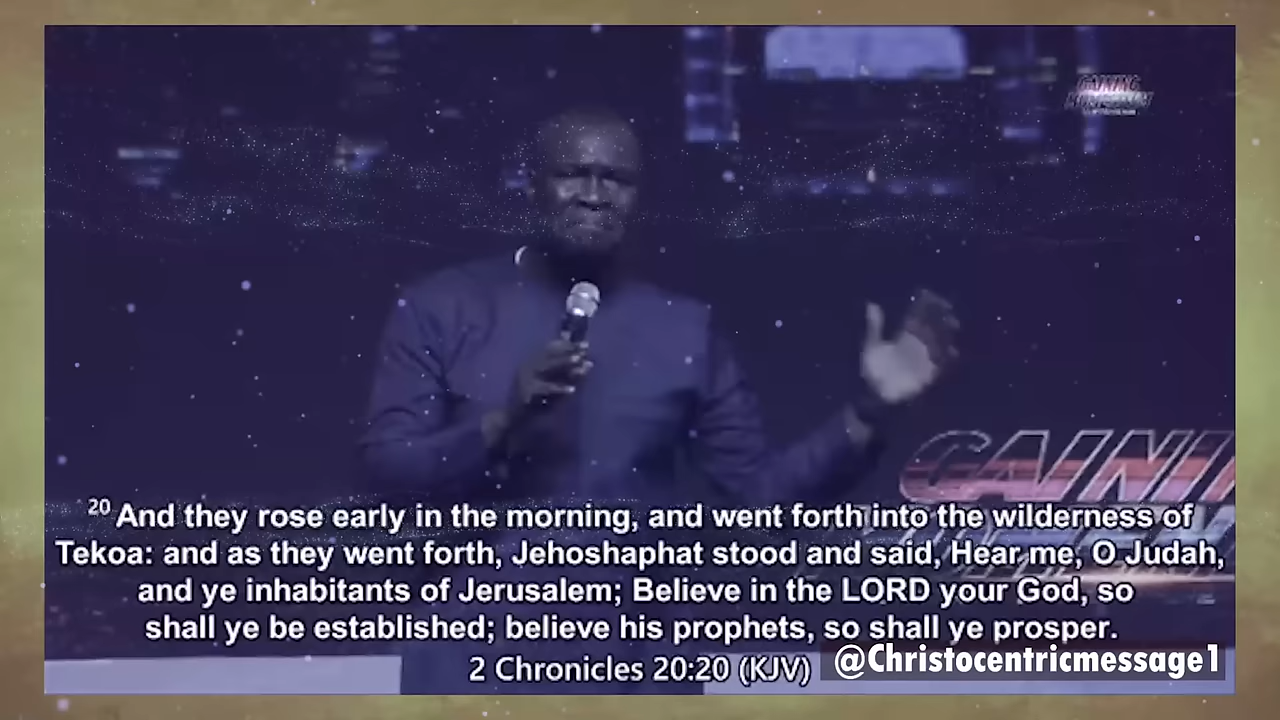 GAINING
GAININ
20 And they rose early in the morning, and went forth into the wilderness of
Tekoa: and as they went forth, Jehoshaphat stood and said, Hear me, O Judah,
and ye inhabitants of Jerusalem; Believe in the LORD your God, so
shall ye be established; believe his prophets, so shall ye prosper.
2 Chronicles 20:20 (KJV)
@Christocentricmessage1